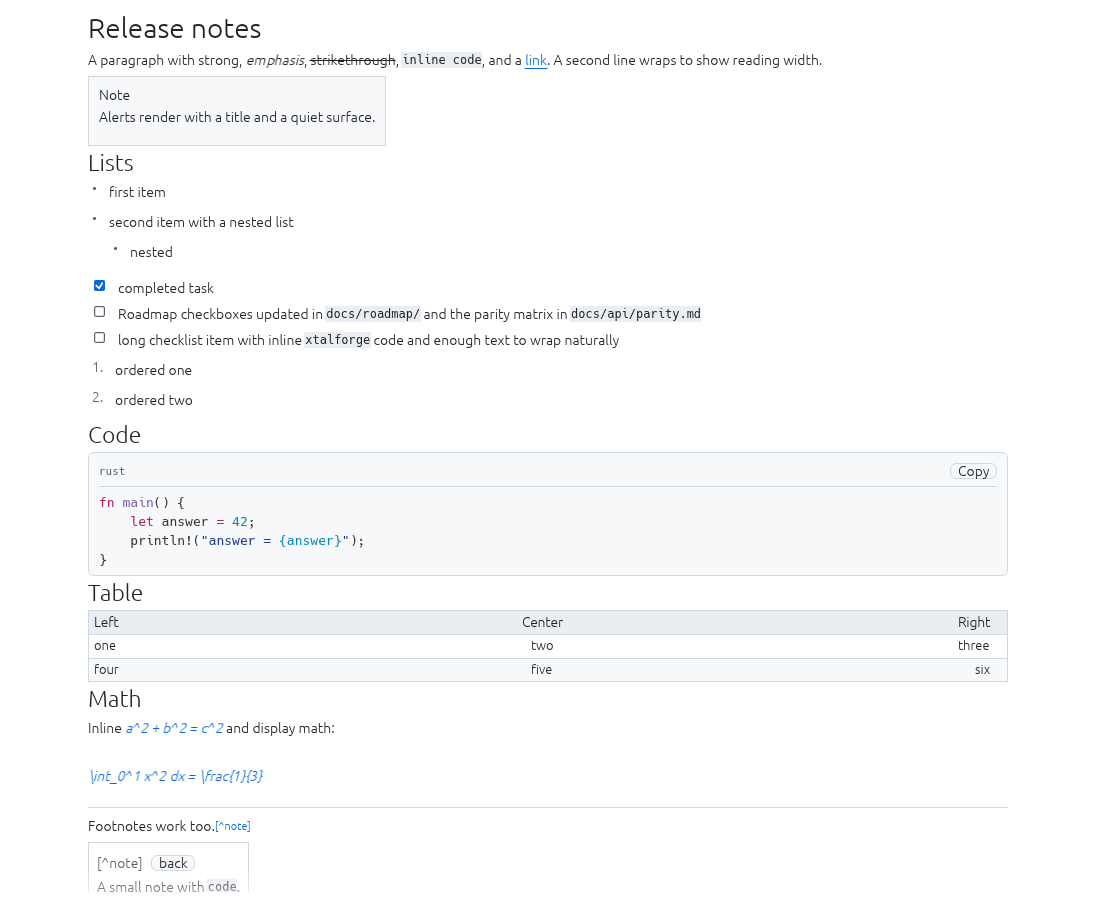 Release notes
A paragraph with strong, emphasis, strikethrough, inline code, and a link. A second line wraps to show reading width.
Note
Alerts render with a title and a quiet surface.
Lists
• first item
• second item with a nested list
• nested
completed task
Roadmap checkboxes updated in docs/roadmap/ and the parity matrix in docs/api/parity.md
long checklist item with inline xtalforge code and enough text to wrap naturally
1. ordered one
2. ordered two
Code
rust Copy
fn main() {
    let answer = 42;
    println!("answer = {answer}");
}
Table
Left Center Right
one two three
four five six
Math
Inline a^2 + b^2 = c^2 and display math:
\int_0^1 x^2 dx = \frac{1}{3}
Footnotes work too.[^note]
[^note] back
A small note with code.